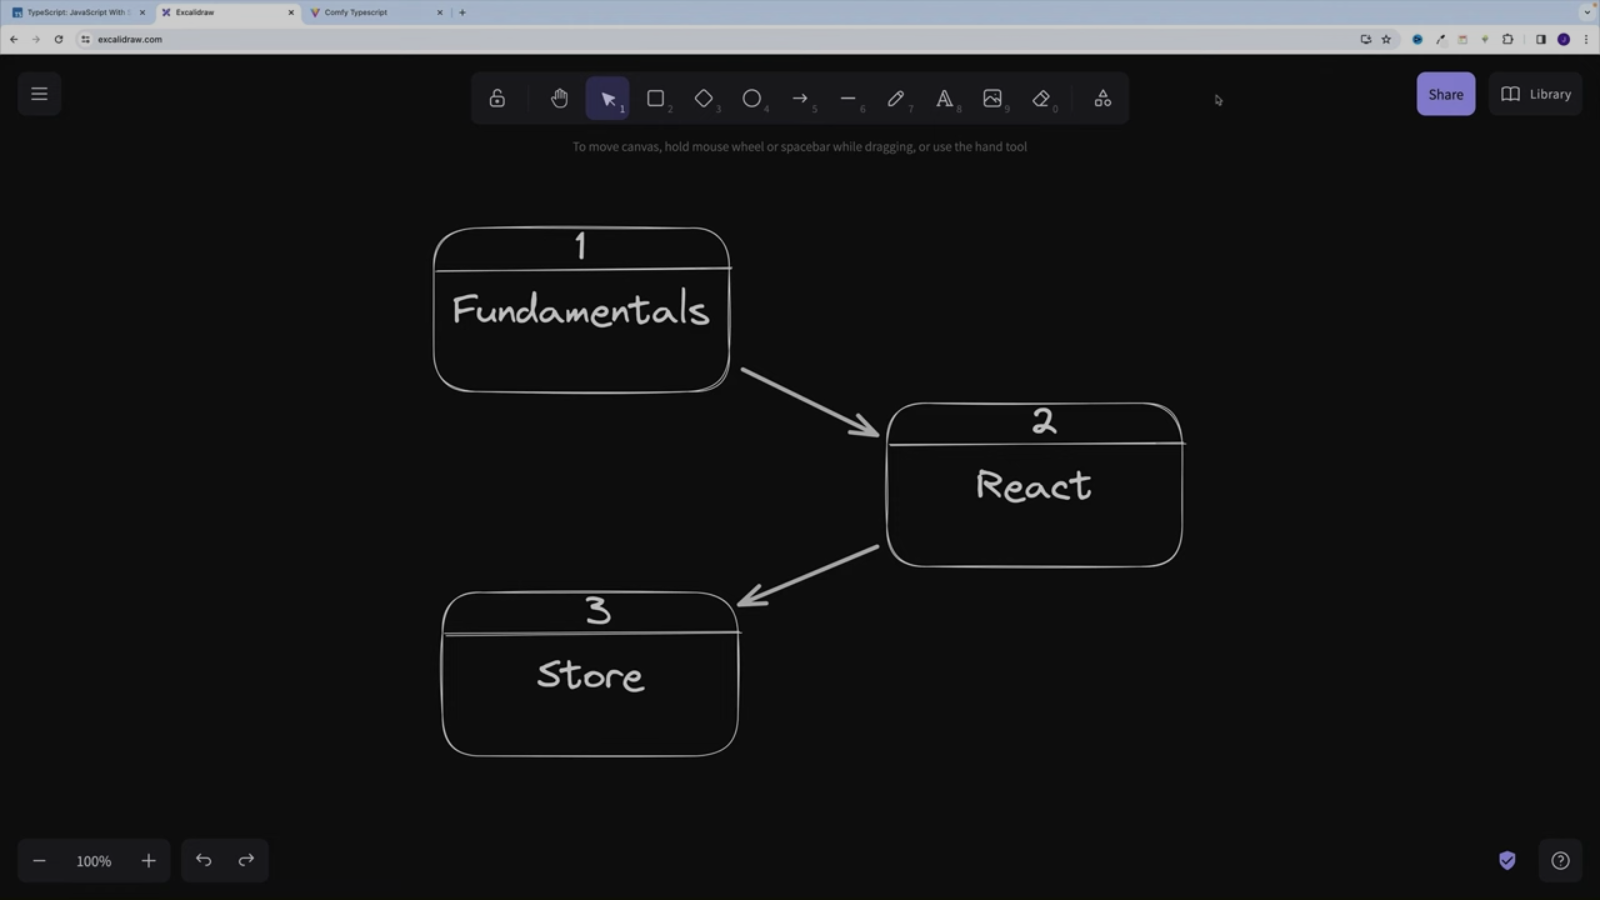 TypeScript: JavaScript With
Excalidraw
Comfy Typescript
excalidraw.com
1
2
3
4
5
6
7
8
9
0
Share
Library
To move canvas, hold mouse wheel or spacebar while dragging, or use the hand tool
1
Fundamentals
2
React
3
Store
100%